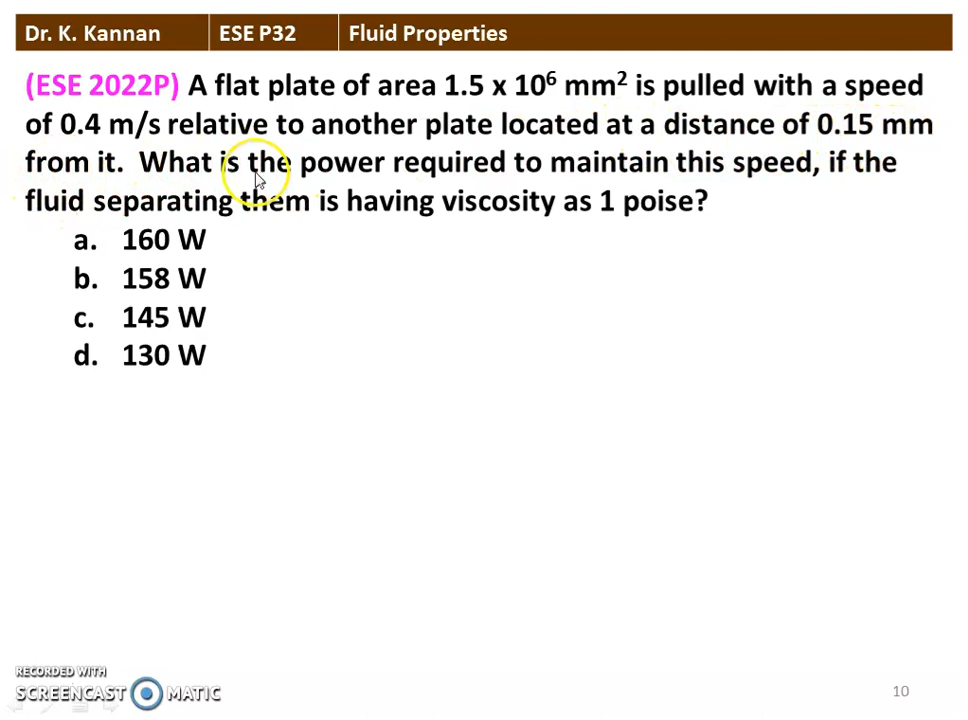 Dr. K. Kannan ESE P32 Fluid Properties
(ESE 2022P) A flat plate of area 1.5 x 10⁶ mm² is pulled with a speed
of 0.4 m/s relative to another plate located at a distance of 0.15 mm
from it. What is the power required to maintain this speed, if the
fluid separating them is having viscosity as 1 poise?
a. 160 W
b. 158 W
c. 145 W
d. 130 W
RECORDED WITH
SCREENCAST MATIC
10